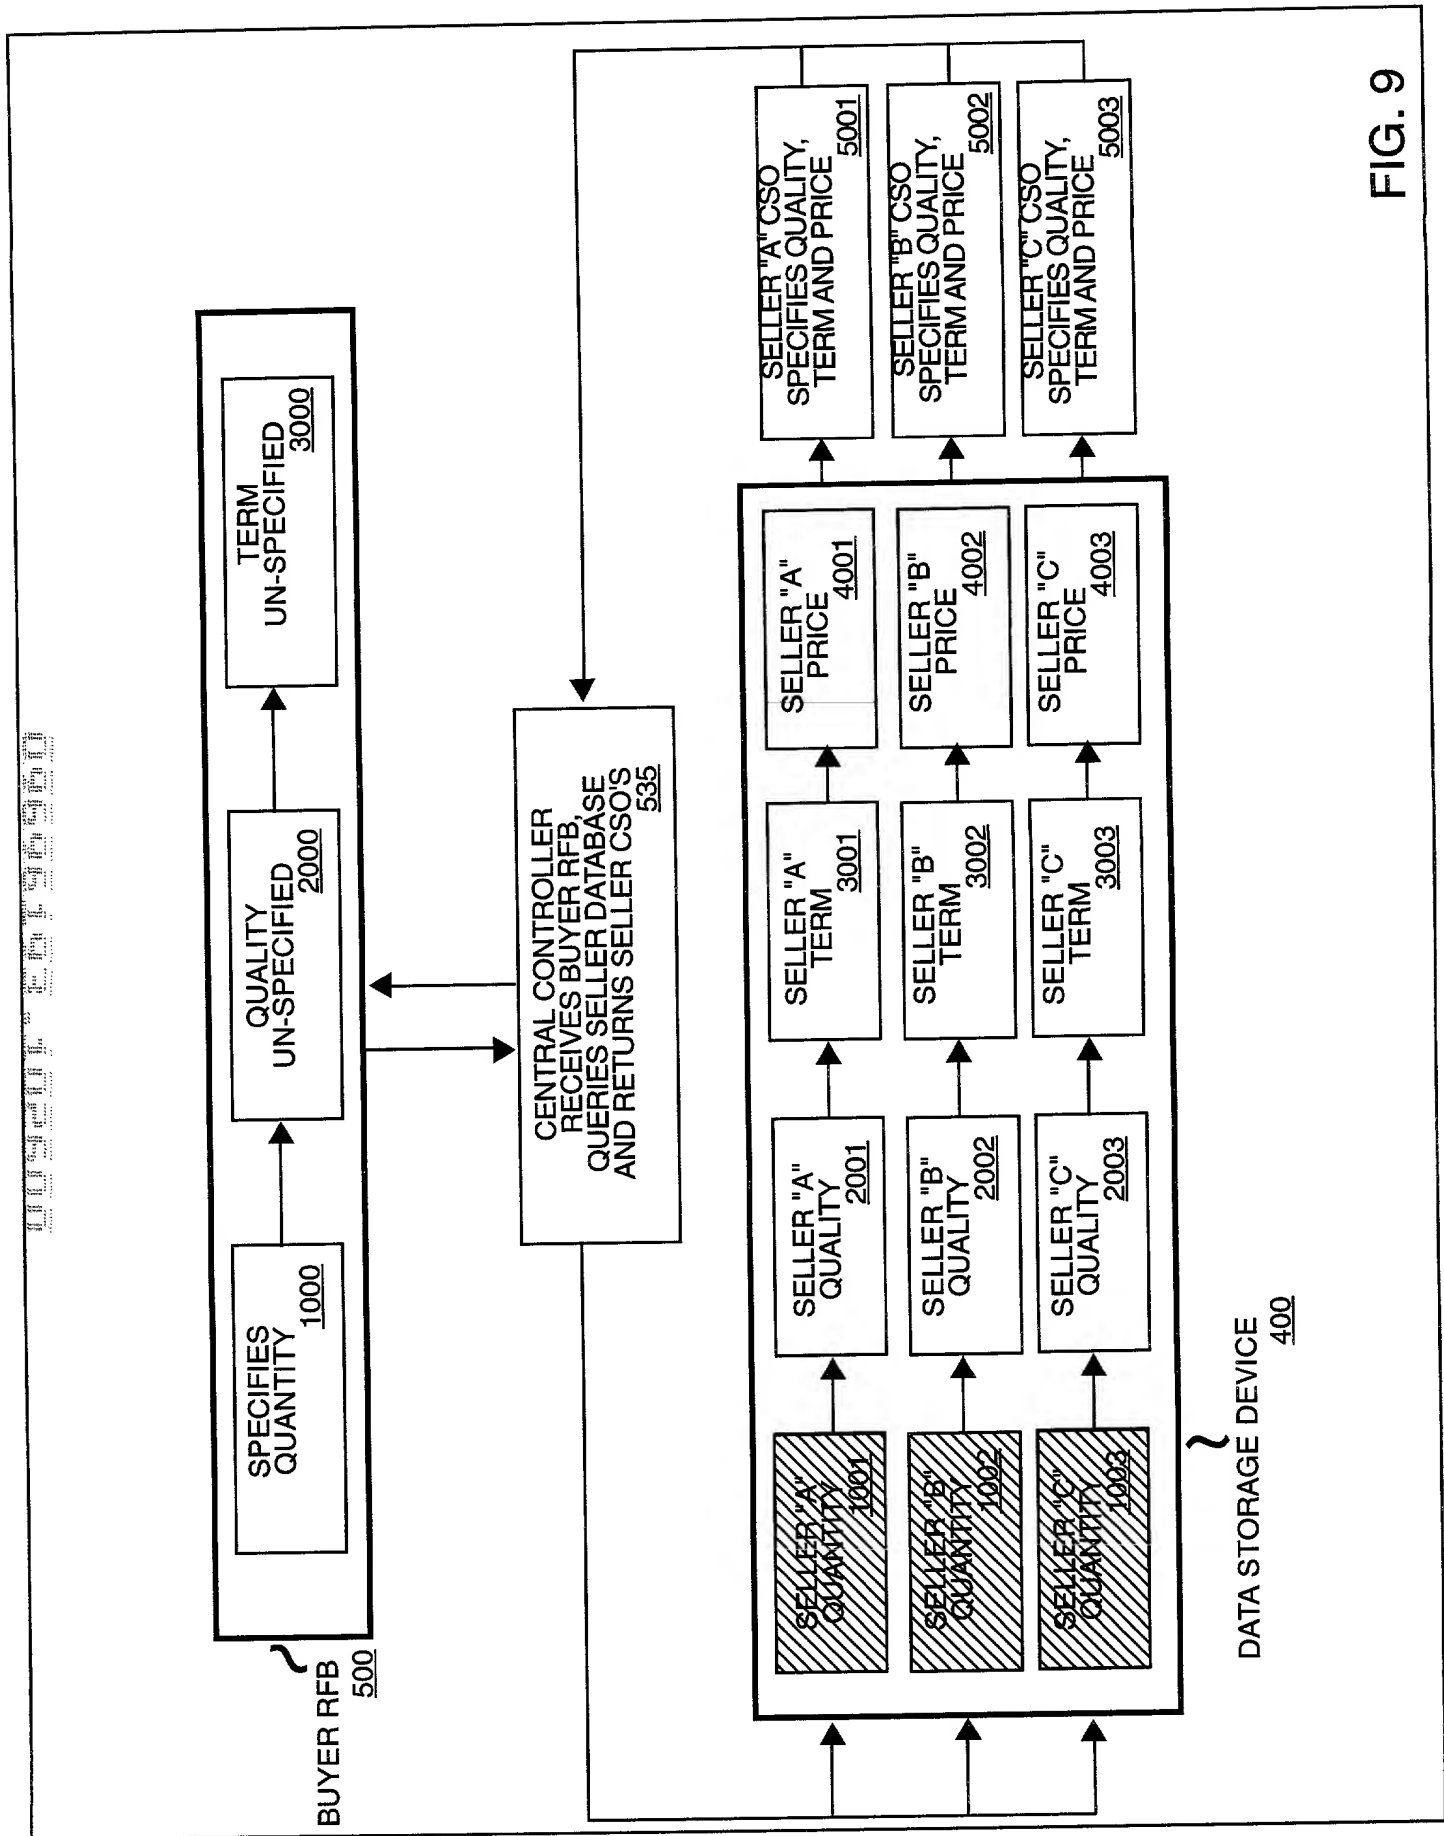 BUYER RFB
500
SPECIFIES
QUANTITY
1000
QUALITY
UN-SPECIFIED
2000
TERM
UN-SPECIFIED
3000
CENTRAL CONTROLLER
RECEIVES BUYER RFB,
QUERIES SELLER DATABASE
AND RETURNS SELLER CSO'S
535
SELLER "A"
QUANTITY
1001
SELLER "A"
QUALITY
2001
SELLER "A"
TERM
3001
SELLER "A"
PRICE
4001
SELLER "A" CSO
SPECIFIES QUALITY,
TERM AND PRICE
5001
SELLER "B"
QUANTITY
1002
SELLER "B"
QUALITY
2002
SELLER "B"
TERM
3002
SELLER "B"
PRICE
4002
SELLER "B" CSO
SPECIFIES QUALITY,
TERM AND PRICE
5002
SELLER "C"
QUANTITY
1003
SELLER "C"
QUALITY
2003
SELLER "C"
TERM
3003
SELLER "C"
PRICE
4003
SELLER "C" CSO
SPECIFIES QUALITY,
TERM AND PRICE
5003
DATA STORAGE DEVICE
400
FIG. 9